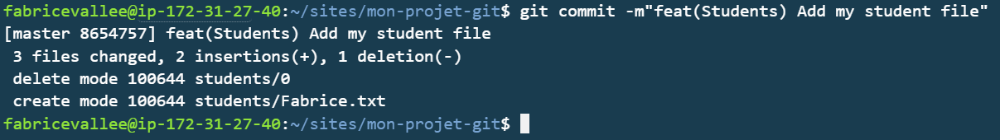 fabricevallee@ip-172-31-27-40:~/sites/mon-projet-git$ git commit -m"feat(Students) Add my student file"
[master 8654757] feat(Students) Add my student file
 3 files changed, 2 insertions(+), 1 deletion(-)
 delete mode 100644 students/0
 create mode 100644 students/Fabrice.txt
fabricevallee@ip-172-31-27-40:~/sites/mon-projet-git$